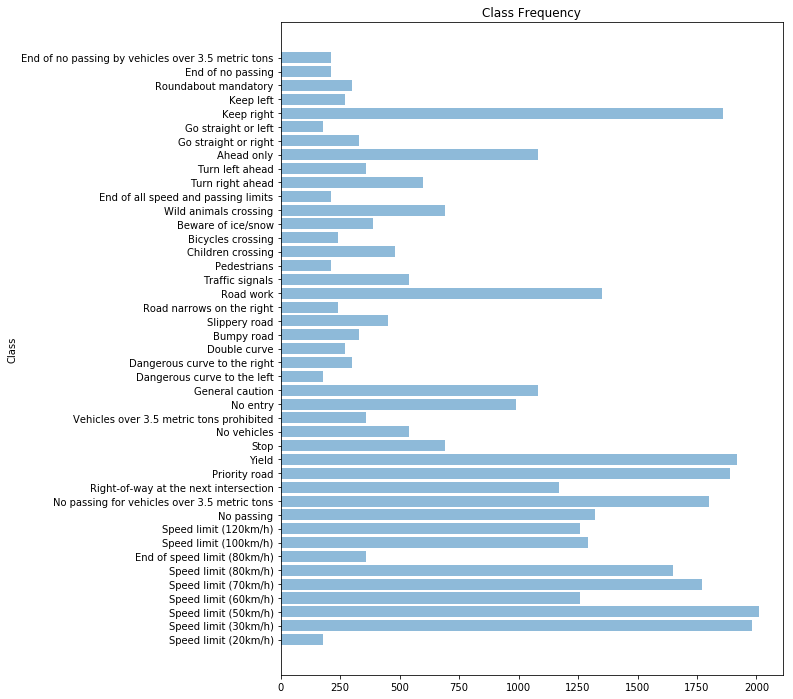 Class Frequency
End of no passing by vehicles over 3.5 metric tons
End of no passing
Roundabout mandatory
Keep left
Keep right
Go straight or left
Go straight or right
Ahead only
Turn left ahead
Turn right ahead
End of all speed and passing limits
Wild animals crossing
Beware of ice/snow
Bicycles crossing
Children crossing
Pedestrians
Traffic signals
Road work
Road narrows on the right
Slippery road
Bumpy road
Double curve
Dangerous curve to the right
Dangerous curve to the left
General caution
No entry
Vehicles over 3.5 metric tons prohibited
No vehicles
Stop
Yield
Priority road
Right-of-way at the next intersection
No passing for vehicles over 3.5 metric tons
No passing
Speed limit (120km/h)
Speed limit (100km/h)
End of speed limit (80km/h)
Speed limit (80km/h)
Speed limit (70km/h)
Speed limit (60km/h)
Speed limit (50km/h)
Speed limit (30km/h)
Speed limit (20km/h)
Class
0 250 500 750 1000 1250 1500 1750 2000